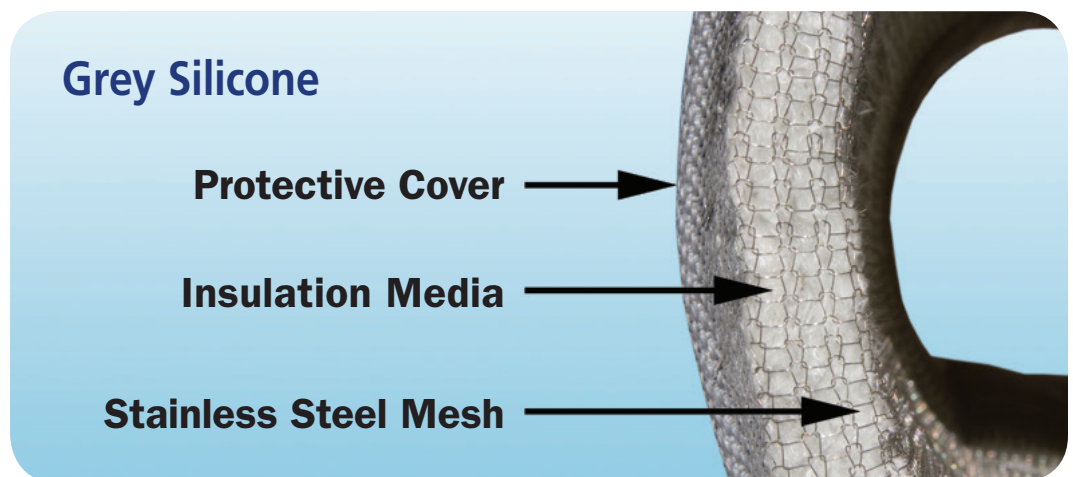 Grey Silicone
Protective Cover
Insulation Media
Stainless Steel Mesh